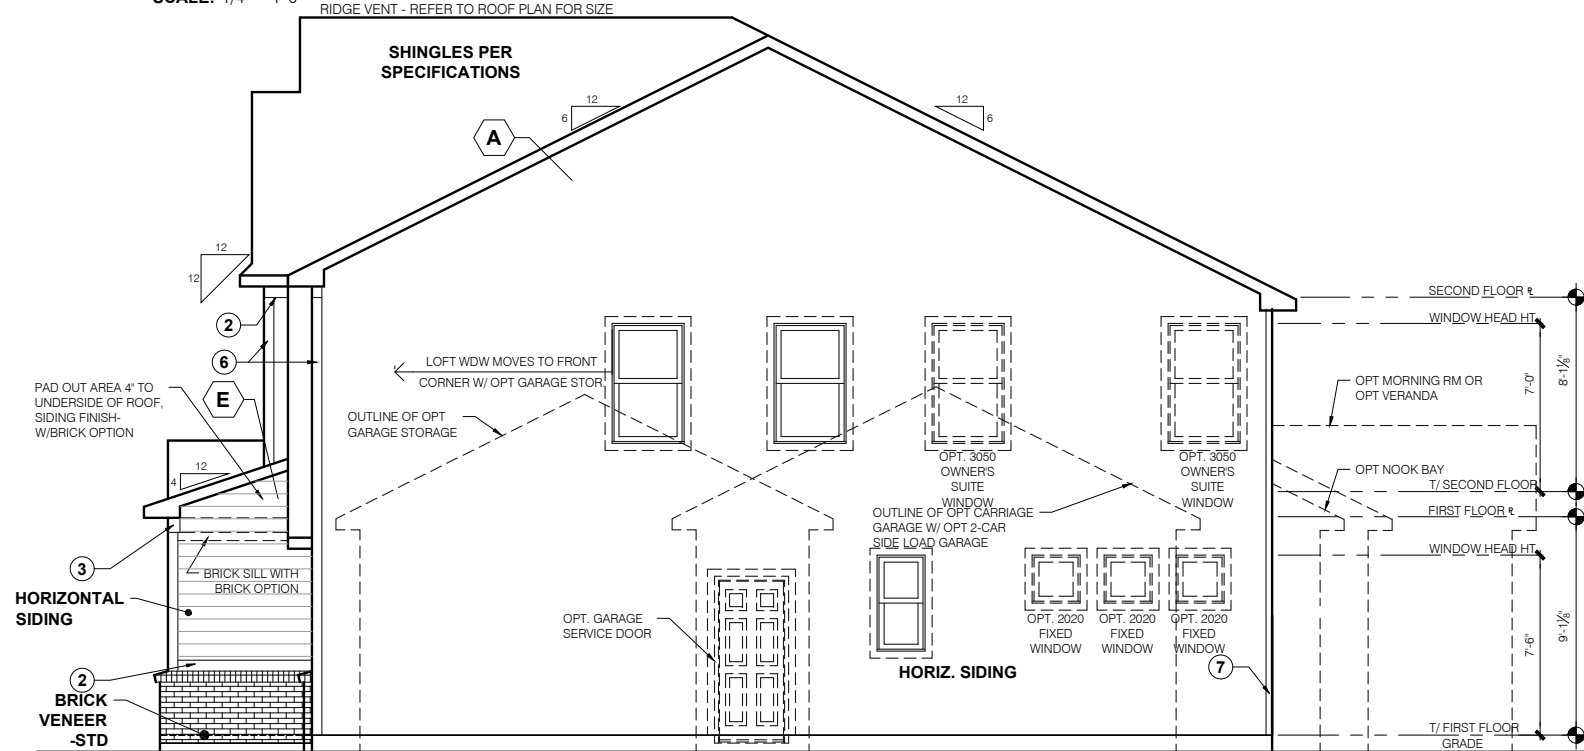 RIDGE VENT - REFER TO ROOF PLAN FOR SIZE
SHINGLES PER
SPECIFICATIONS
12
6
12
6
A
12
12
2
6
E
PAD OUT AREA 4" TO
UNDERSIDE OF ROOF,
SIDING FINISH-
W/BRICK OPTION
12
4
LOFT WDW MOVES TO FRONT
CORNER W/ OPT GARAGE STOR.
OUTLINE OF OPT
GARAGE STORAGE
OPT. 3050
OWNER'S
SUITE
WINDOW
OPT. 3050
OWNER'S
SUITE
WINDOW
OUTLINE OF OPT CARRIAGE
GARAGE W/ OPT 2-CAR
SIDE LOAD GARAGE
SECOND FLOOR
WINDOW HEAD HT.
OPT MORNING RM OR
OPT VERANDA
7'-0"
8'-1⅛"
OPT NOOK BAY
T/ SECOND FLOOR
FIRST FLOOR
WINDOW HEAD HT.
3
BRICK SILL WITH
BRICK OPTION
HORIZONTAL
SIDING
OPT. GARAGE
SERVICE DOOR
OPT. 2020
FIXED
WINDOW
OPT. 2020
FIXED
WINDOW
OPT. 2020
FIXED
WINDOW
7'-6"
9'-1⅛"
HORIZ. SIDING
7
2
BRICK
VENEER
-STD
T/ FIRST FLOOR
GRADE